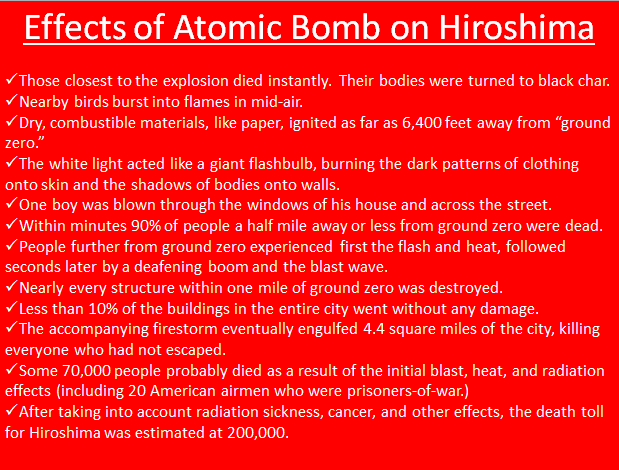 Effects of Atomic Bomb on Hiroshima
✓Those closest to the explosion died instantly. Their bodies were turned to black char.
✓Nearby birds burst into flames in mid-air.
✓Dry, combustible materials, like paper, ignited as far as 6,400 feet away from “ground
zero.”
✓The white light acted like a giant flashbulb, burning the dark patterns of clothing
onto skin and the shadows of bodies onto walls.
✓One boy was blown through the windows of his house and across the street.
✓Within minutes 90% of people a half mile away or less from ground zero were dead.
✓People further from ground zero experienced first the flash and heat, followed
seconds later by a deafening boom and the blast wave.
✓Nearly every structure within one mile of ground zero was destroyed.
✓Less than 10% of the buildings in the entire city went without any damage.
✓The accompanying firestorm eventually engulfed 4.4 square miles of the city, killing
everyone who had not escaped.
✓Some 70,000 people probably died as a result of the initial blast, heat, and radiation
effects (including 20 American airmen who were prisoners-of-war.)
✓After taking into account radiation sickness, cancer, and other effects, the death toll
for Hiroshima was estimated at 200,000.